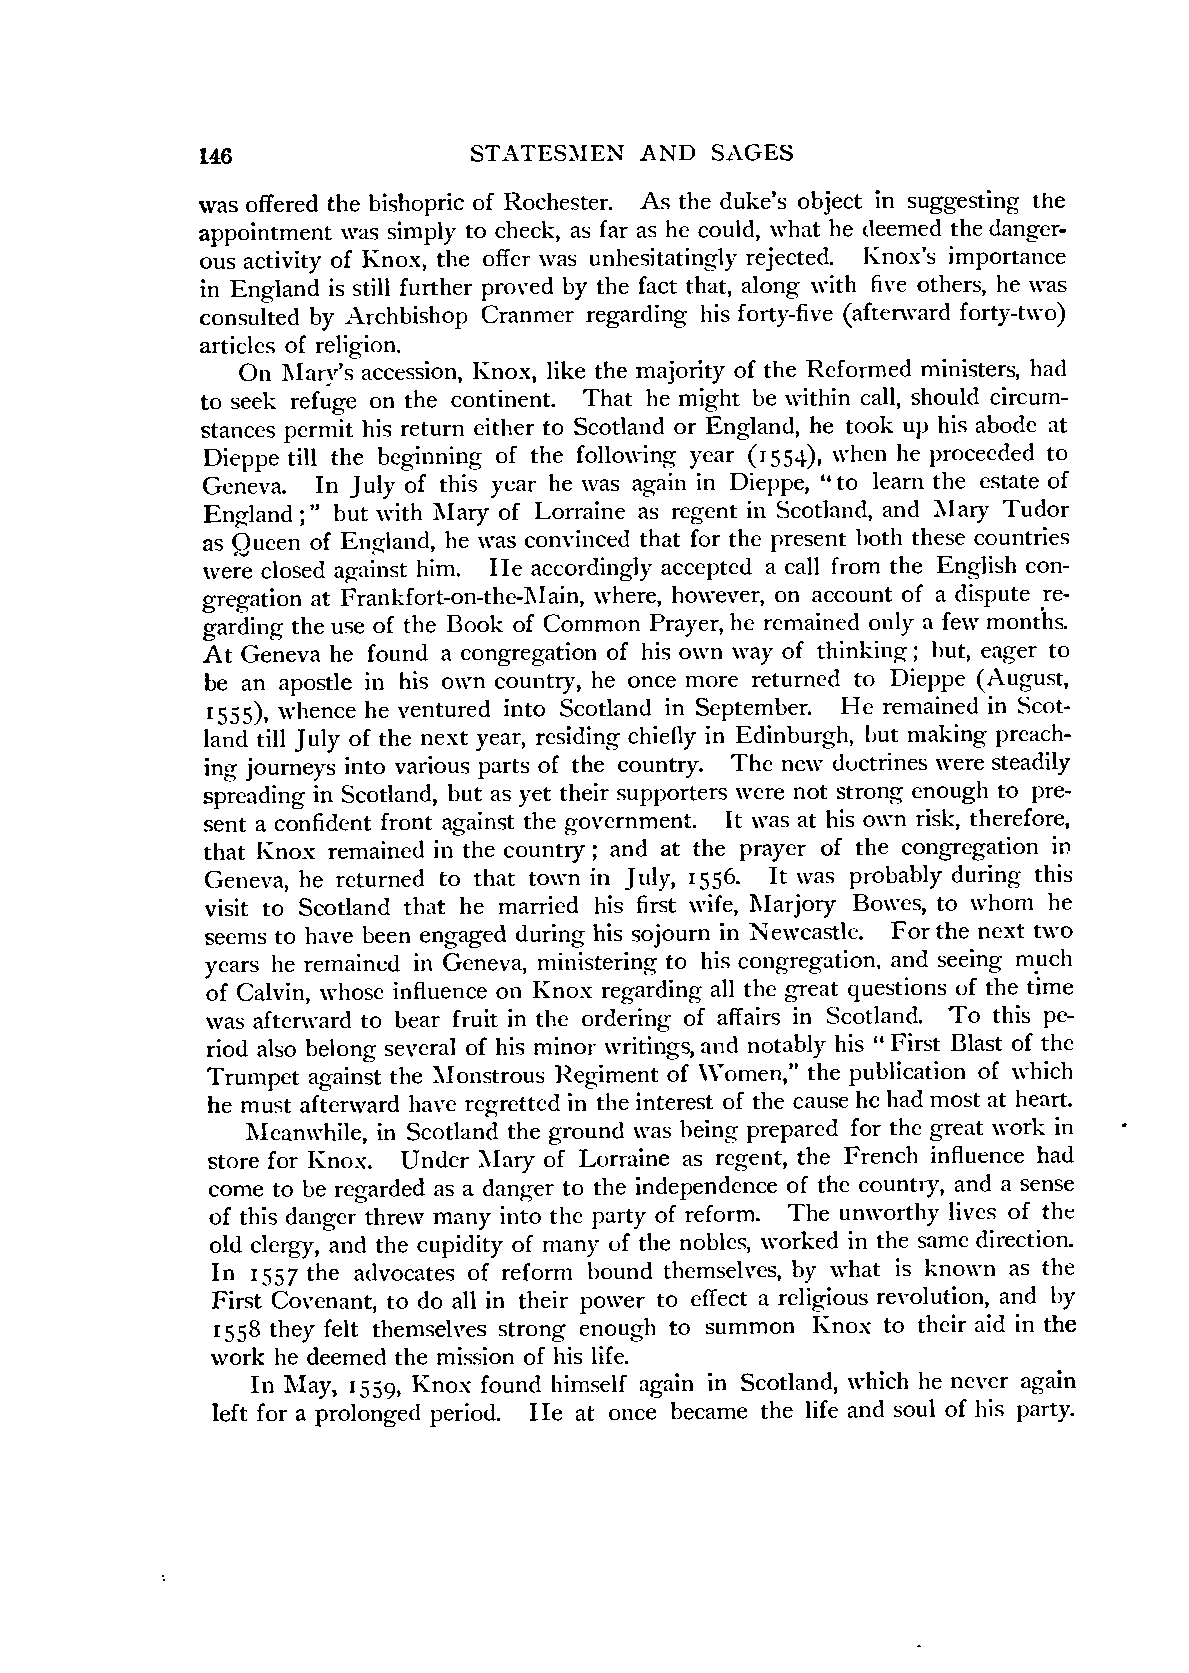 146 STATESMEN AND SAGES
was offered the bishopric of Rochester. As the duke's object in suggesting the
appointment was simply to check, as far as he could, what he deemed the danger-
ous activity of Knox, the offer was unhesitatingly rejected. Knox's importance
in England is still further proved by the fact that, along with five others, he was
consulted by Archbishop Cranmer regarding his forty-five (afterward forty-two)
articles of religion.
On Mary's accession, Knox, like the majority of the Reformed ministers, had
to seek refuge on the continent. That he might be within call, should circum-
stances permit his return either to Scotland or England, he took up his abode at
Dieppe till the beginning of the following year (1554), when he proceeded to
Geneva. In July of this year he was again in Dieppe, "to learn the estate of
England;" but with Mary of Lorraine as regent in Scotland, and Mary Tudor
as Queen of England, he was convinced that for the present both these countries
were closed against him. He accordingly accepted a call from the English con-
gregation at Frankfort-on-the-Main, where, however, on account of a dispute re-
garding the use of the Book of Common Prayer, he remained only a few months.
At Geneva he found a congregation of his own way of thinking; but, eager to
be an apostle in his own country, he once more returned to Dieppe (August,
1555), whence he ventured into Scotland in September. He remained in Scot-
land till July of the next year, residing chiefly in Edinburgh, but making preach-
ing journeys into various parts of the country. The new doctrines were steadily
spreading in Scotland, but as yet their supporters were not strong enough to pre-
sent a confident front against the government. It was at his own risk, therefore,
that Knox remained in the country; and at the prayer of the congregation in
Geneva, he returned to that town in July, 1556. It was probably during this
visit to Scotland that he married his first wife, Marjory Bowes, to whom he
seems to have been engaged during his sojourn in Newcastle. For the next two
years he remained in Geneva, ministering to his congregation, and seeing much
of Calvin, whose influence on Knox regarding all the great questions of the time
was afterward to bear fruit in the ordering of affairs in Scotland. To this pe-
riod also belong several of his minor writings, and notably his "First Blast of the
Trumpet against the Monstrous Regiment of Women," the publication of which
he must afterward have regretted in the interest of the cause he had most at heart.
Meanwhile, in Scotland the ground was being prepared for the great work in
store for Knox. Under Mary of Lorraine as regent, the French influence had
come to be regarded as a danger to the independence of the country, and a sense
of this danger threw many into the party of reform. The unworthy lives of the
old clergy, and the cupidity of many of the nobles, worked in the same direction.
In 1557 the advocates of reform bound themselves, by what is known as the
First Covenant, to do all in their power to effect a religious revolution, and by
1558 they felt themselves strong enough to summon Knox to their aid in the
work he deemed the mission of his life.
In May, 1559, Knox found himself again in Scotland, which he never again
left for a prolonged period. He at once became the life and soul of his party.